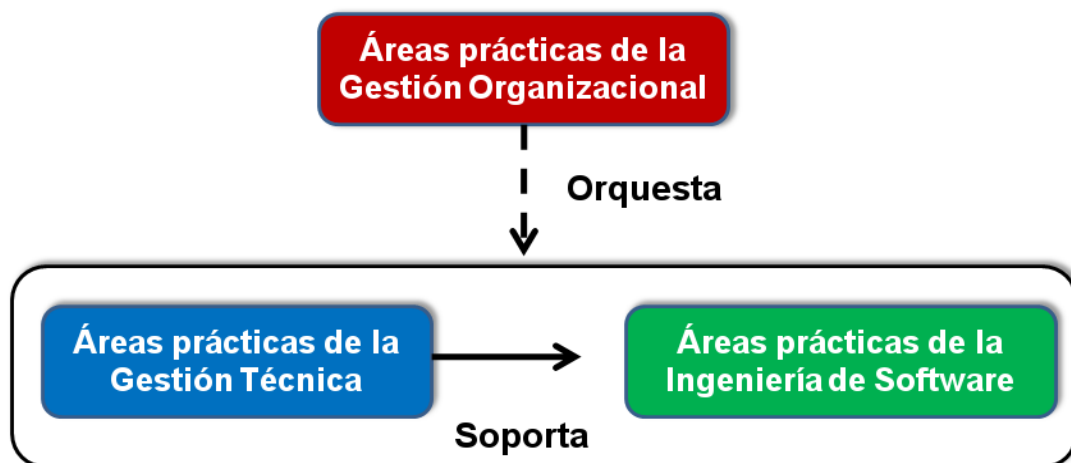 Áreas prácticas de la
Gestión Organizacional
Orquesta
Áreas prácticas de la
Gestión Técnica
Áreas prácticas de la
Ingeniería de Software
Soporta